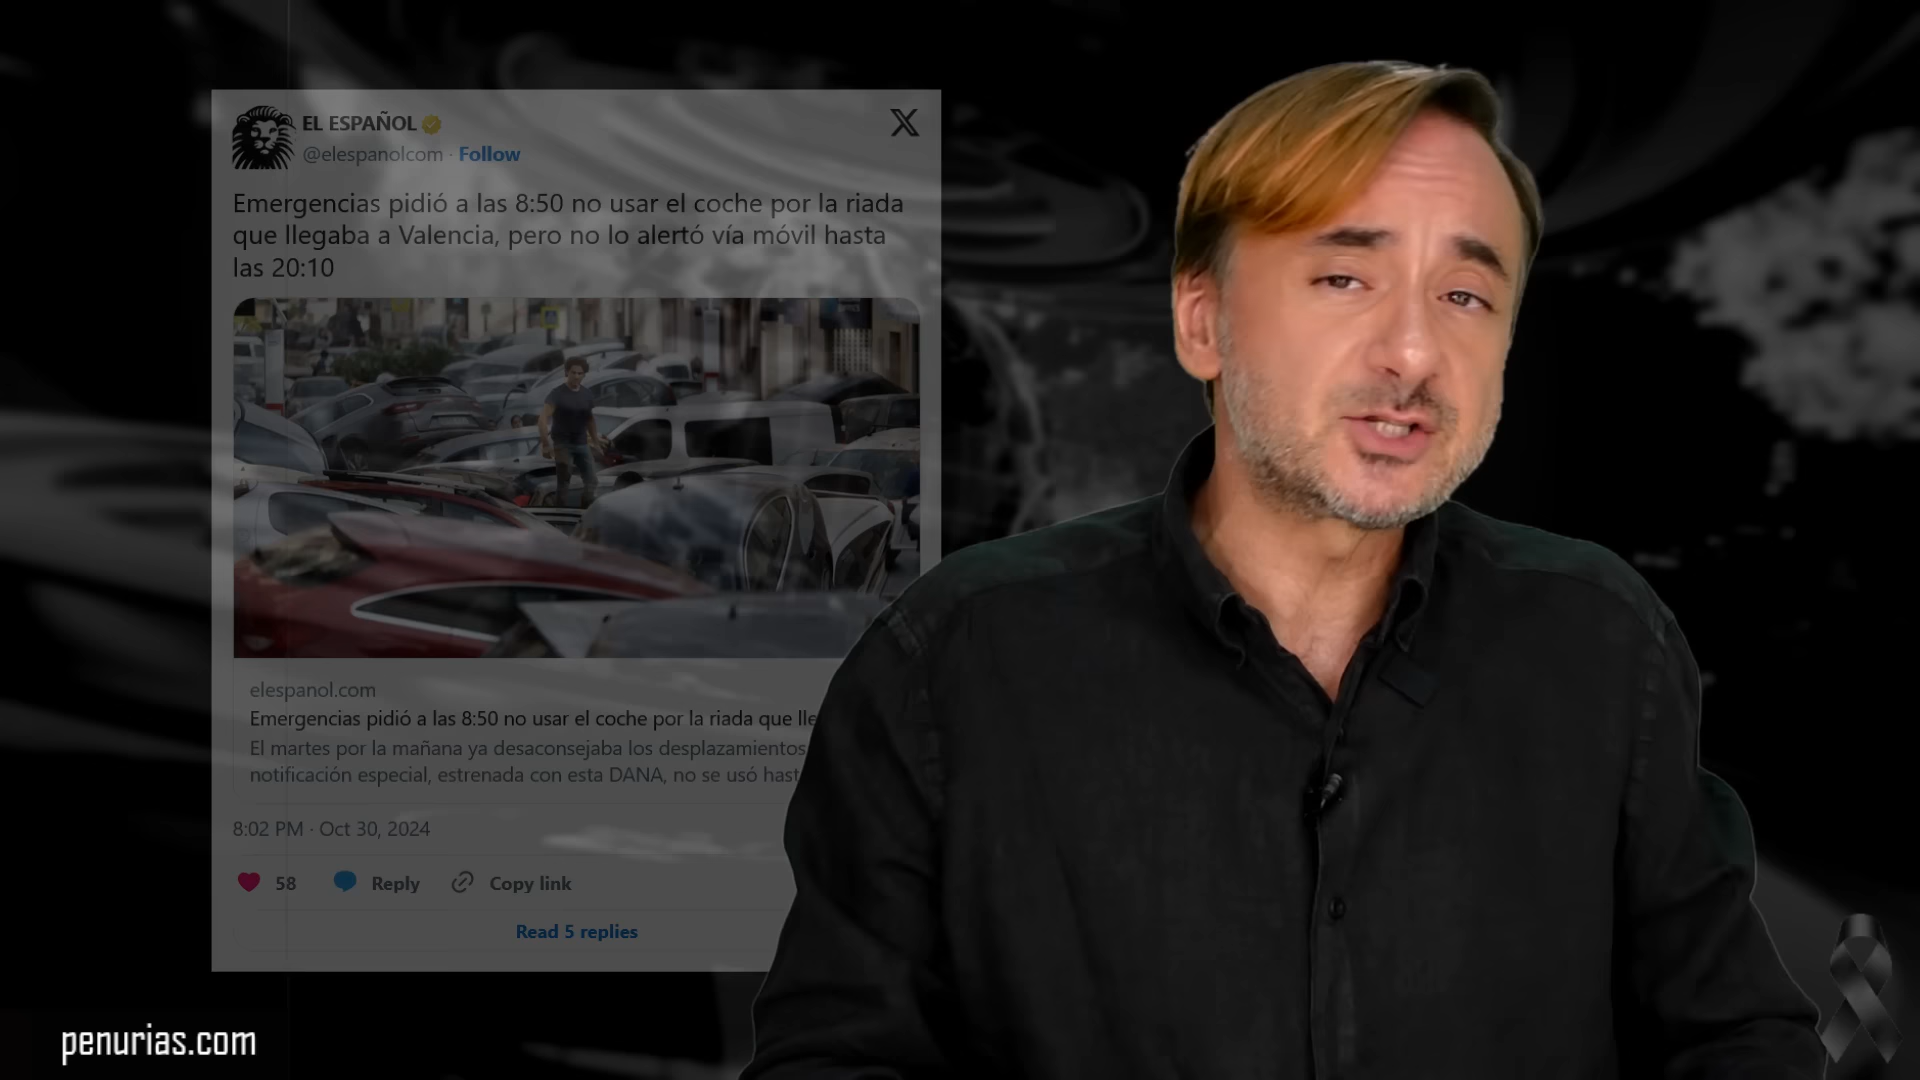 EL ESPAÑOL
@elespanolcom · Follow
Emergencias pidió a las 8:50 no usar el coche por la riada
que llegaba a Valencia, pero no lo alertó vía móvil hasta
las 20:10
elespanol.com
Emergencias pidió a las 8:50 no usar el coche por la riada que lle
El martes por la mañana ya desaconsejaba los desplazamientos
notificación especial, estrenada con esta DANA, no se usó hast
8:02 PM · Oct 30, 2024
58 Reply Copy link
Read 5 replies
penurias.com